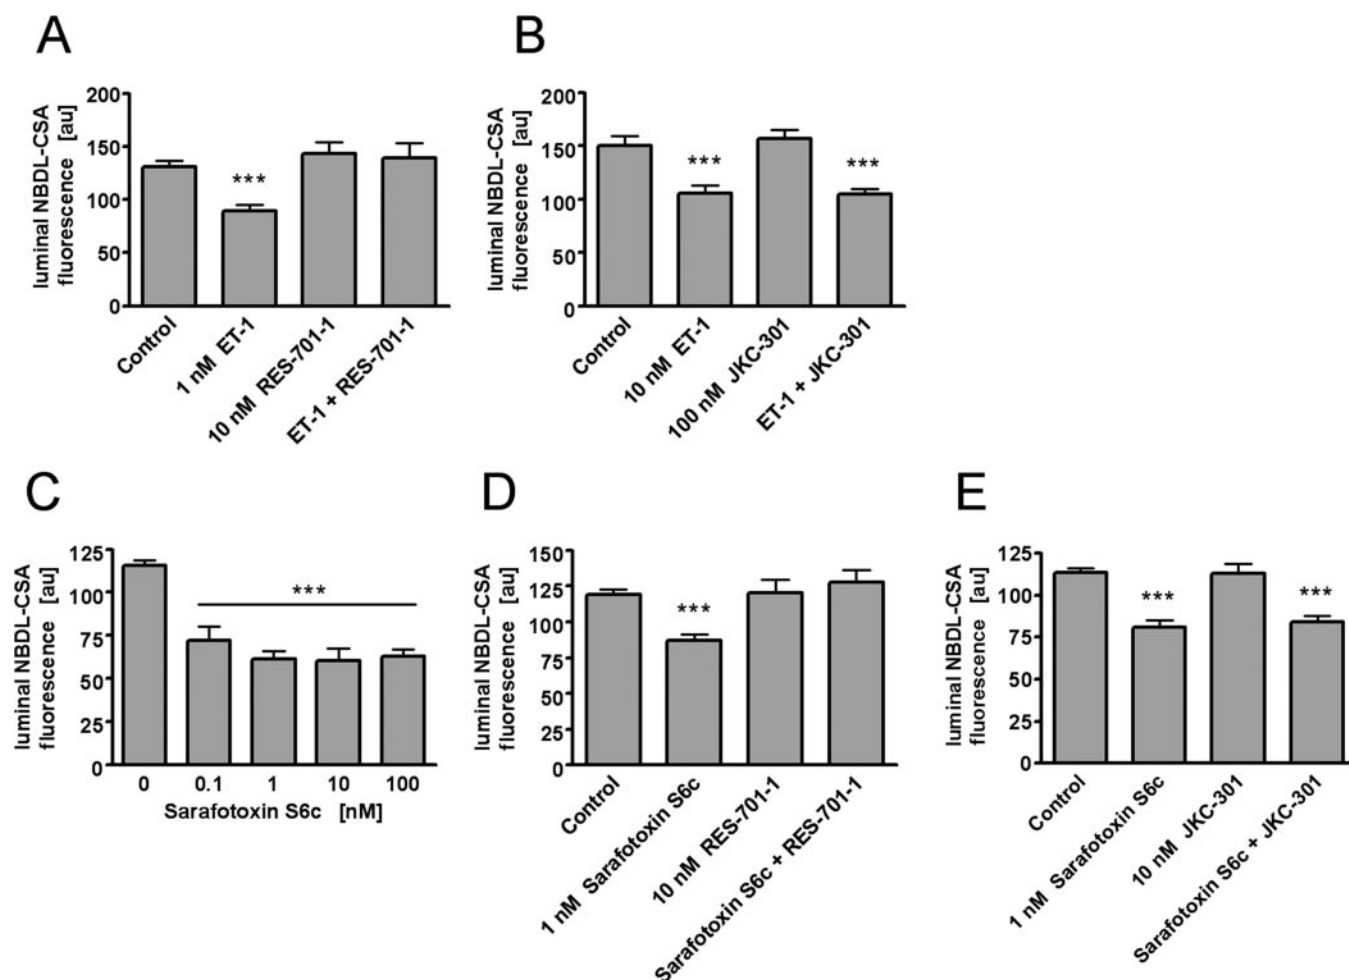 A
luminal NBDL-CSA
fluorescence [au]
200
150
100
50
0
***
Control
1 nM ET-1
10 nM RES-701-1
ET-1 + RES-701-1
B
luminal NBDL-CSA
fluorescence [au]
200
150
100
50
0
***
***
Control
10 nM ET-1
100 nM JKC-301
ET-1 + JKC-301
C
luminal NBDL-CSA
fluorescence [au]
125
100
75
50
25
0
***
0 0.1 1 10 100
Sarafotoxin S6c [nM]
D
luminal NBDL-CSA
fluorescence [au]
150
125
100
75
50
25
0
***
Control
1 nM Sarafotoxin S6c
10 nM RES-701-1
Sarafotoxin S6c + RES-701-1
E
luminal NBDL-CSA
fluorescence [au]
125
100
75
50
25
0
***
***
Control
1 nM Sarafotoxin S6c
10 nM JKC-301
Sarafotoxin S6c + JKC-301